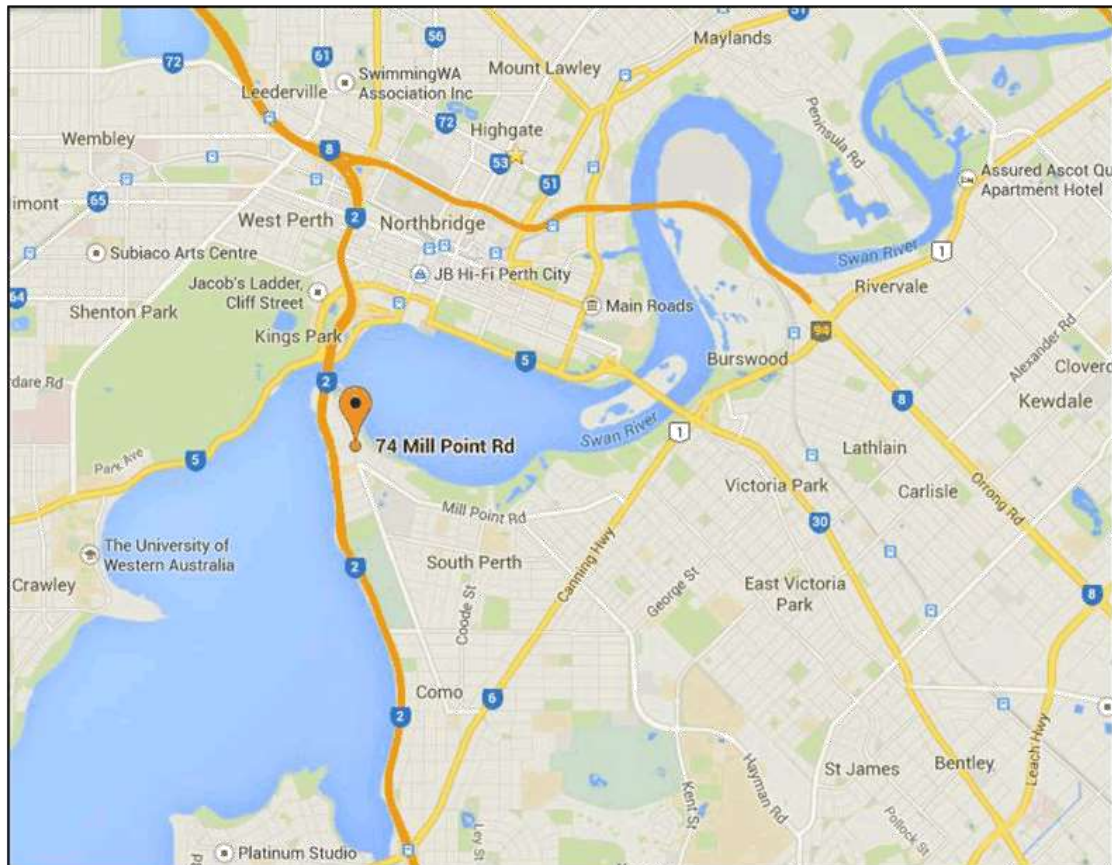 51
56
Maylands
61
72
SwimmingWA
Association Inc
Mount Lawley
Leederville
72
Highgate
Peninsula Rd
Wembley
8
53
51
Assured Ascot Qu
Apartment Hotel
imont
65
West Perth
2
Northbridge
Subiaco Arts Centre
Swan River
1
JB Hi-Fi Perth City
Rivervale
Jacob's Ladder,
Cliff Street
64
Shenton Park
Main Roads
Kings Park
94
Alexander Rd
Burswood
5
Cloverd
dare Rd
2
8
Kewdale
Swan River
1
74 Mill Point Rd
Lathlain
Park Ave
5
Victoria Park
Carlisle
Orrong Rd
Mill Point Rd
30
The University of
Western Australia
South Perth
Canning Hwy
2
George St
East Victoria
Park
Crawley
8
Coode St
Como
6
2
Leach Hwy
Hayman Rd
St James
Bentley
Kent St
Pollock St
Ley St
Platinum Studio